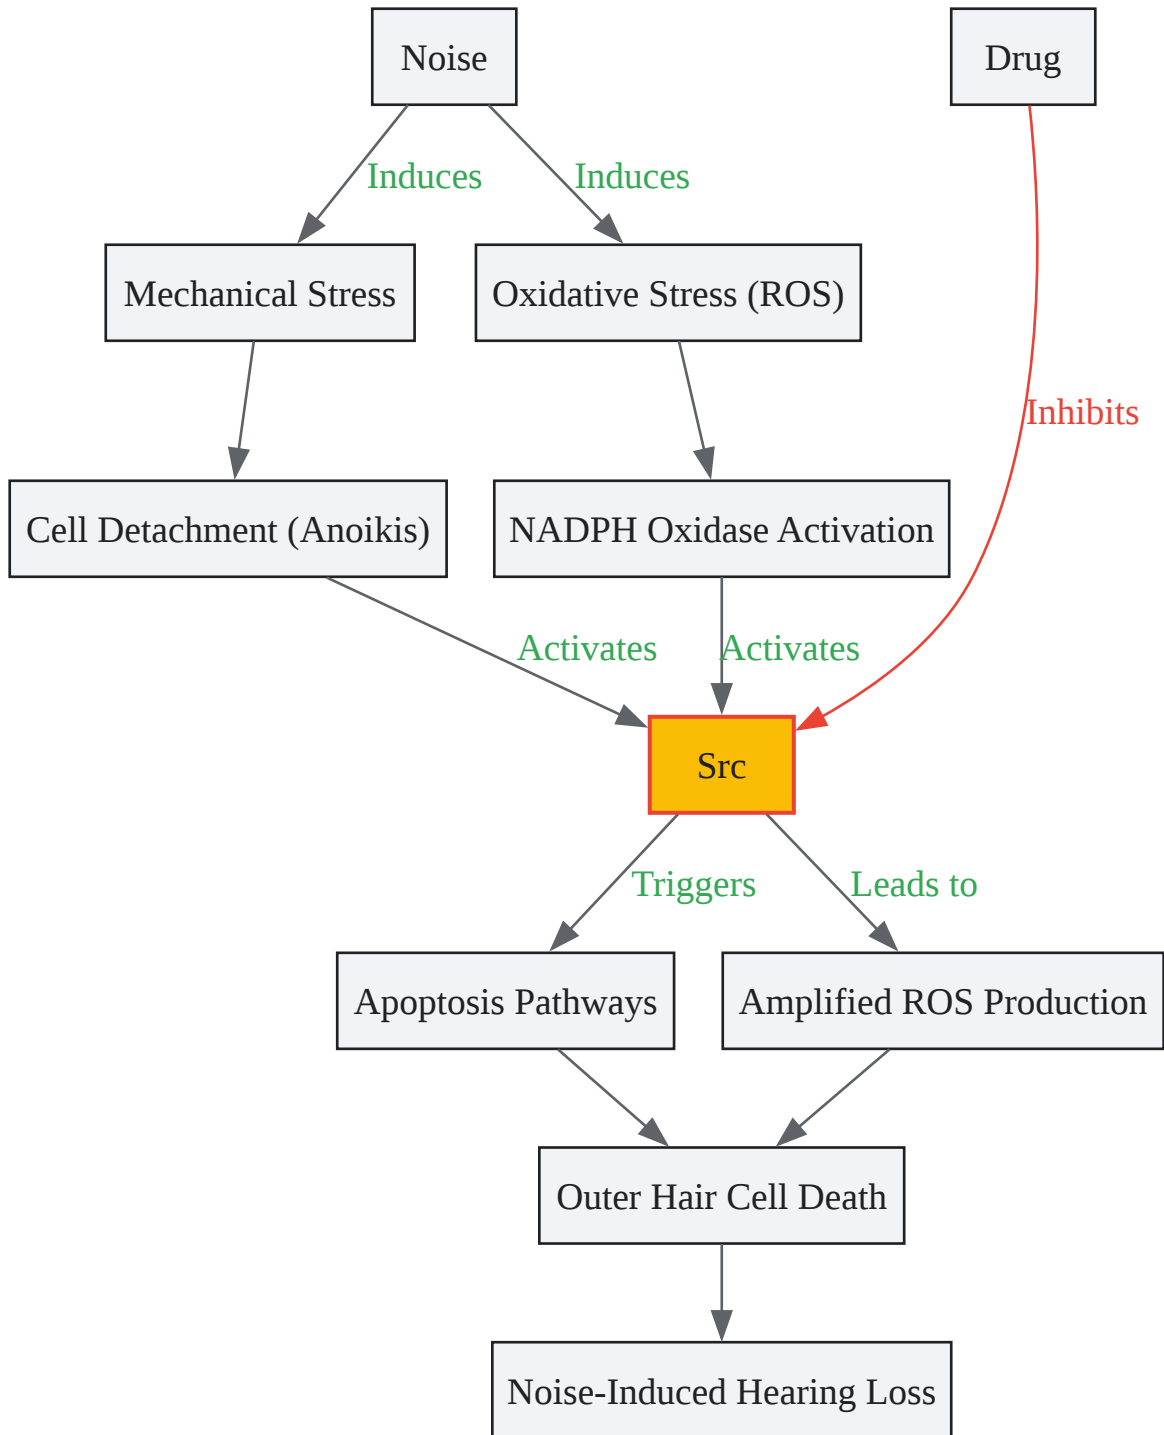 Noise
Drug
Induces
Induces
Mechanical Stress
Oxidative Stress (ROS)
Inhibits
Cell Detachment (Anoikis)
NADPH Oxidase Activation
Activates
Activates
Src
Triggers
Leads to
Apoptosis Pathways
Amplified ROS Production
Outer Hair Cell Death
Noise-Induced Hearing Loss